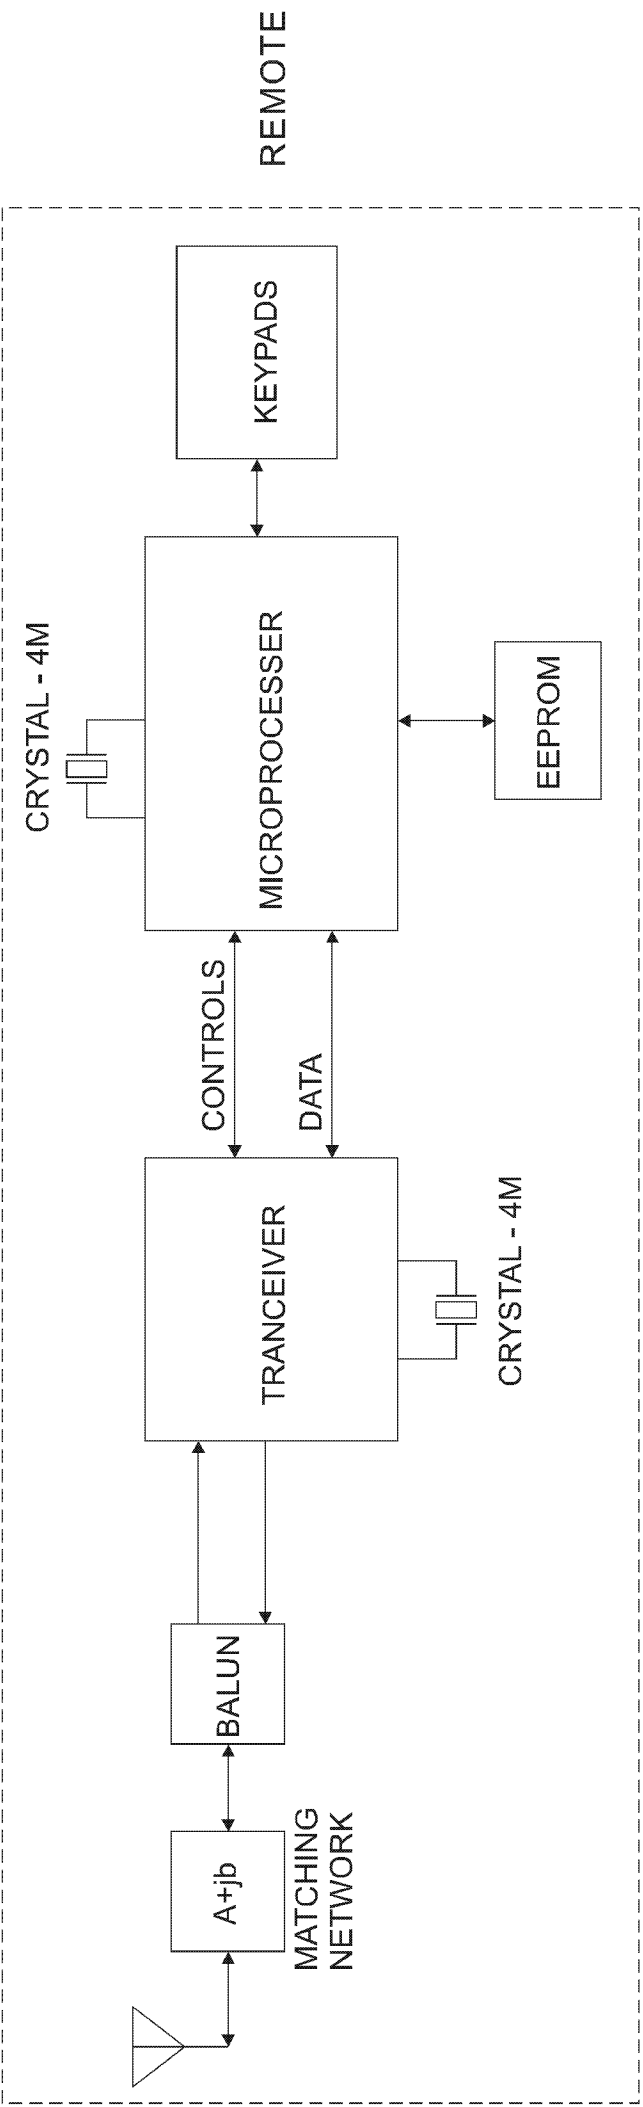 REMOTE
CRYSTAL - 4M
CONTROLS
A+jb
BALUN
TRANCEIVER
MICROPROCESSER
KEYPADS
DATA
MATCHING
NETWORK
CRYSTAL - 4M
EEPROM